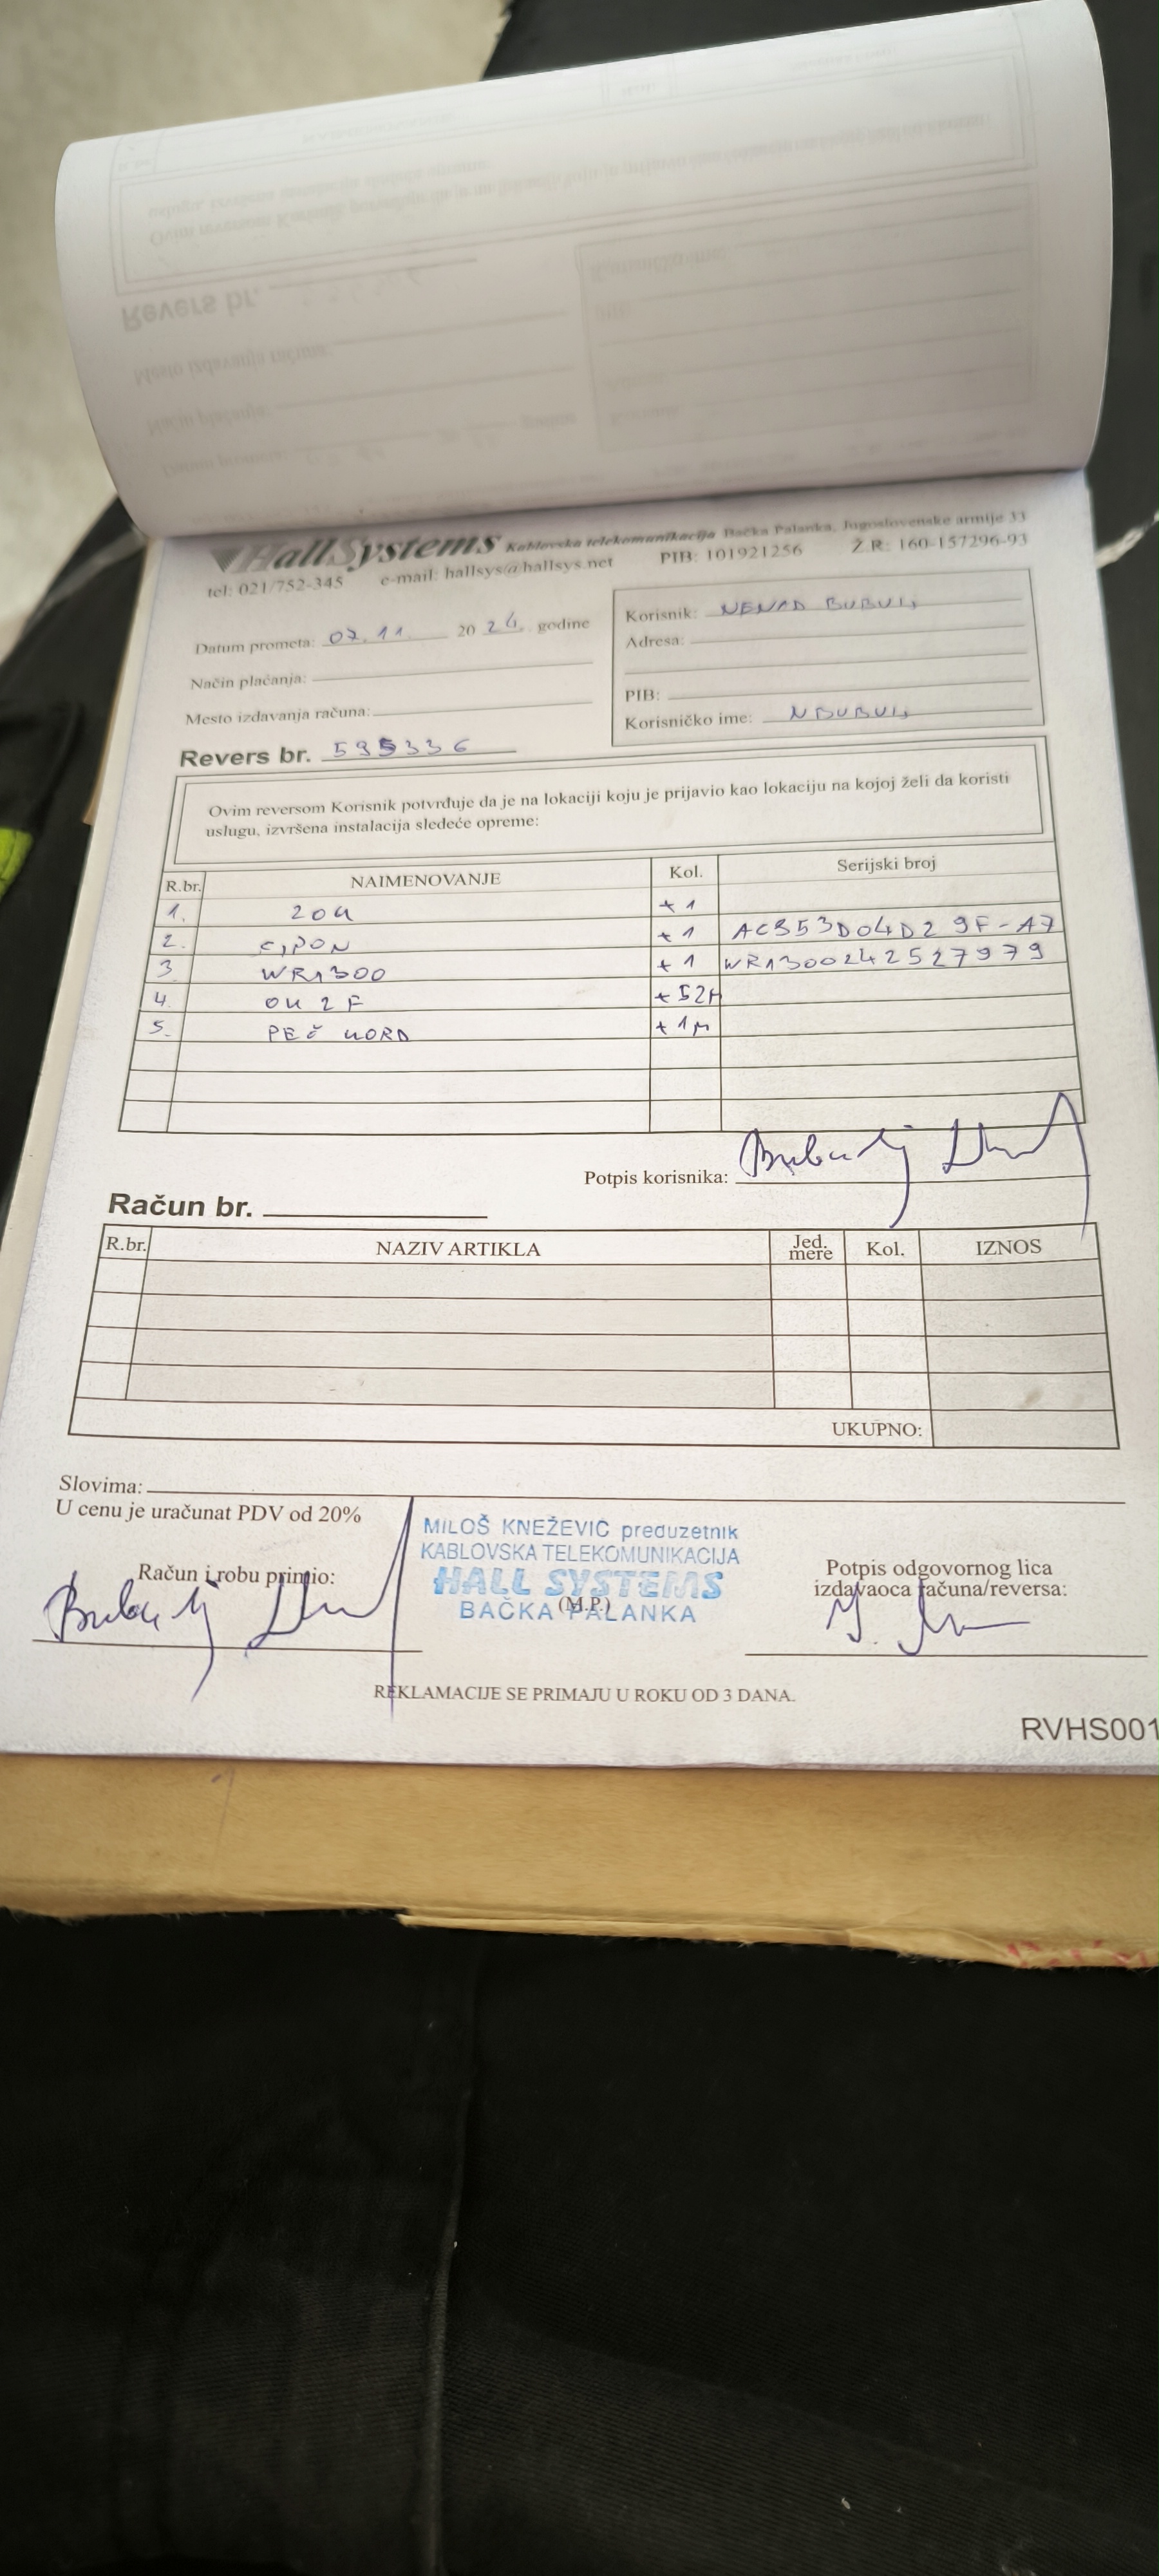 HallSystems Kablovska telekomunikacija Bačka Palanka, Jugoslovenske armije 33
tel: 021/752-345 e-mail: hallsys@hallsys.net PIB: 101921256 Ž.R: 160-157296-93
Datum prometa: 07.11. 2024. godine
Način plaćanja:
Mesto izdavanja računa:
Korisnik: NENAD BUBULJ
Adresa:
PIB:
Korisničko ime: NBUBULJ
Revers br. 595336
Ovim reversom Korisnik potvrđuje da je na lokaciji koju je prijavio kao lokaciju na kojoj želi da koristi
uslugu, izvršena instalacija sledeće opreme:
R.br. NAIMENOVANJE Kol. Serijski broj
1. ZOK +1
2. GPON +1 ACB53D04D29F-A7
3 WR1300 +1 WR1300242527979
4. OK 2F +52M
5. PEČ KORD +1M
Potpis korisnika:
Račun br.
R.br. NAZIV ARTIKLA Jed. mere Kol. IZNOS
UKUPNO:
Slovima:
U cenu je uračunat PDV od 20%
Račun i robu primio:
MILOŠ KNEŽEVIĆ preduzetnik
KABLOVSKA TELEKOMUNIKACIJA
HALL SYSTEMS
(M.P.)
BAČKA PALANKA
Potpis odgovornog lica
izdavaoca računa/reversa:
REKLAMACIJE SE PRIMAJU U ROKU OD 3 DANA.
RVHS001